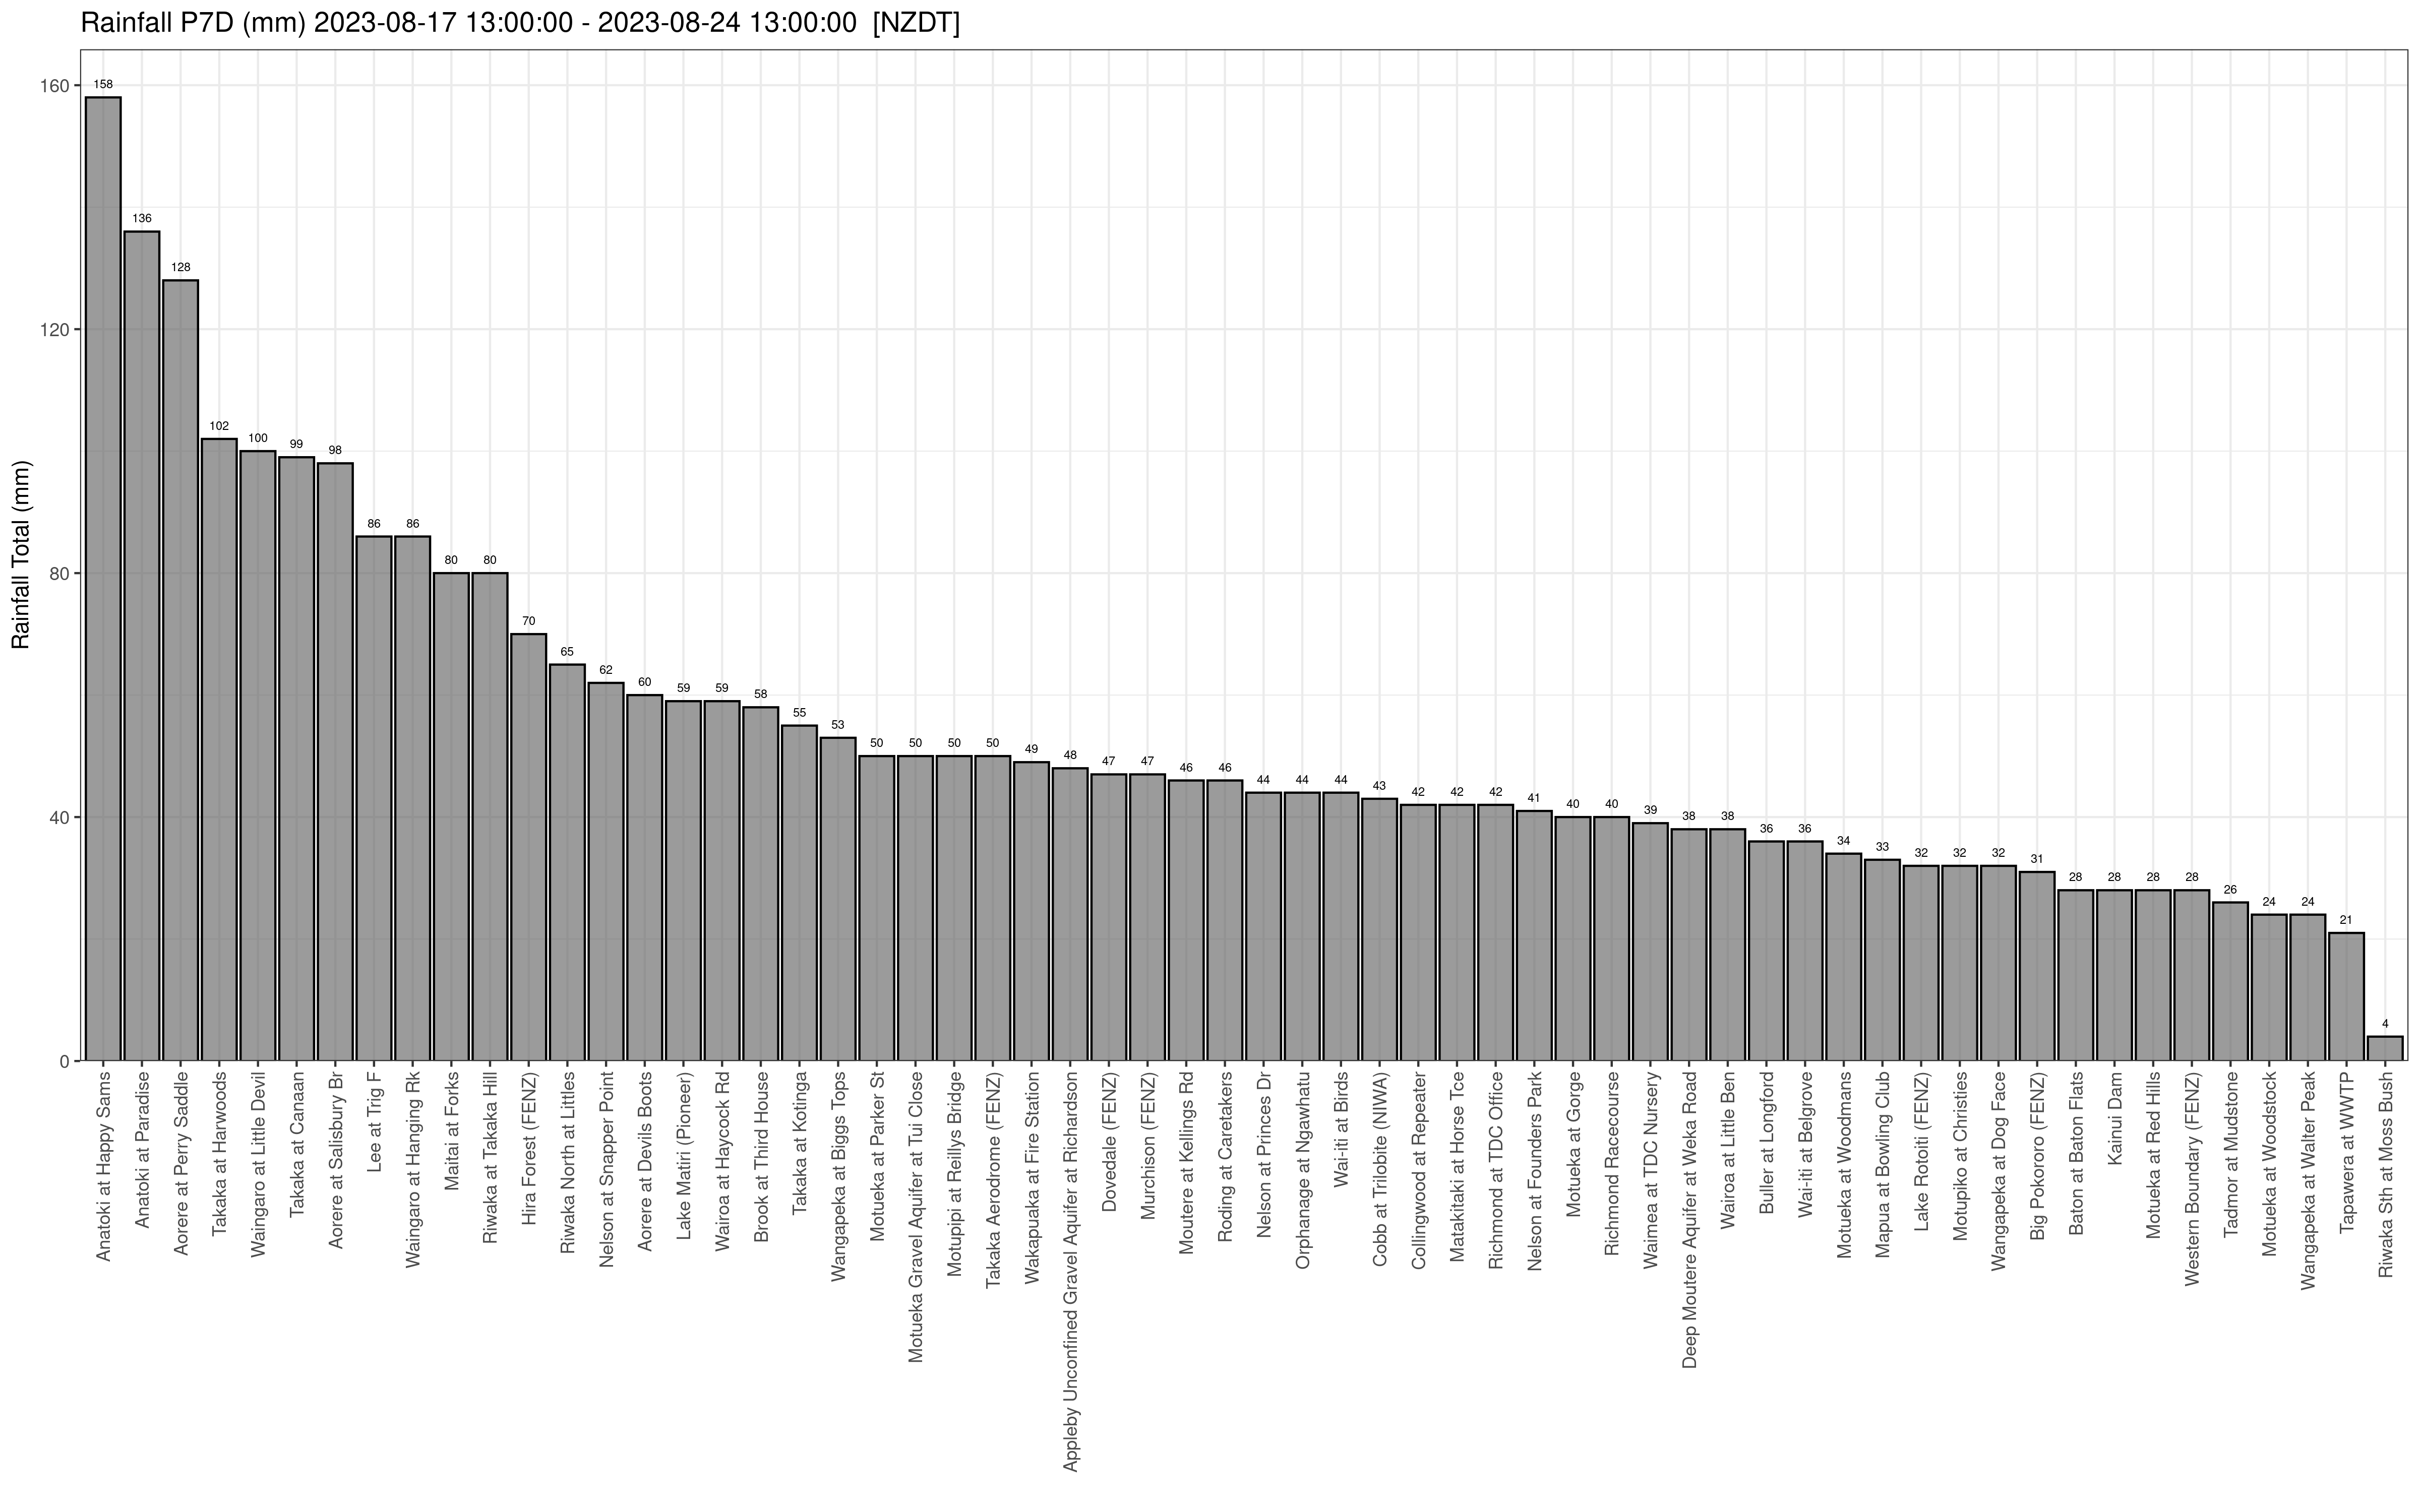 Rainfall P7D (mm) 2023-08-17 13:00:00 - 2023-08-24 13:00:00 [NZDT]
Rainfall Total (mm)
160
120
80
40
0
158
136
128
102
100
99
98
86
86
80
80
70
65
62
60
59
59
58
55
53
50
50
50
50
49
48
47
47
46
46
44
44
44
43
42
42
42
41
40
40
39
38
38
36
36
34
33
32
32
32
31
28
28
28
28
26
24
24
21
4
Anatoki at Happy Sams
Anatoki at Paradise
Aorere at Perry Saddle
Takaka at Harwoods
Waingaro at Little Devil
Takaka at Canaan
Aorere at Salisbury Br
Lee at Trig F
Waingaro at Hanging Rk
Maitai at Forks
Riwaka at Takaka Hill
Hira Forest (FENZ)
Riwaka North at Littles
Nelson at Snapper Point
Aorere at Devils Boots
Lake Matiri (Pioneer)
Wairoa at Haycock Rd
Brook at Third House
Takaka at Kotinga
Wangapeka at Biggs Tops
Motueka at Parker St
Motueka Gravel Aquifer at Tui Close
Motupipi at Reillys Bridge
Takaka Aerodrome (FENZ)
Wakapuaka at Fire Station
Appleby Unconfined Gravel Aquifer at Richardson
Dovedale (FENZ)
Murchison (FENZ)
Moutere at Kellings Rd
Roding at Caretakers
Nelson at Princes Dr
Orphanage at Ngawhatu
Wai-iti at Birds
Cobb at Trilobite (NIWA)
Collingwood at Repeater
Matakitaki at Horse Tce
Richmond at TDC Office
Nelson at Founders Park
Motueka at Gorge
Richmond Racecourse
Waimea at TDC Nursery
Deep Moutere Aquifer at Weka Road
Wairoa at Little Ben
Buller at Longford
Wai-iti at Belgrove
Motueka at Woodmans
Mapua at Bowling Club
Lake Rotoiti (FENZ)
Motupiko at Christies
Wangapeka at Dog Face
Big Pokororo (FENZ)
Baton at Baton Flats
Kainui Dam
Motueka at Red Hills
Western Boundary (FENZ)
Tadmor at Mudstone
Motueka at Woodstock
Wangapeka at Walter Peak
Tapawera at WWTP
Riwaka Sth at Moss Bush